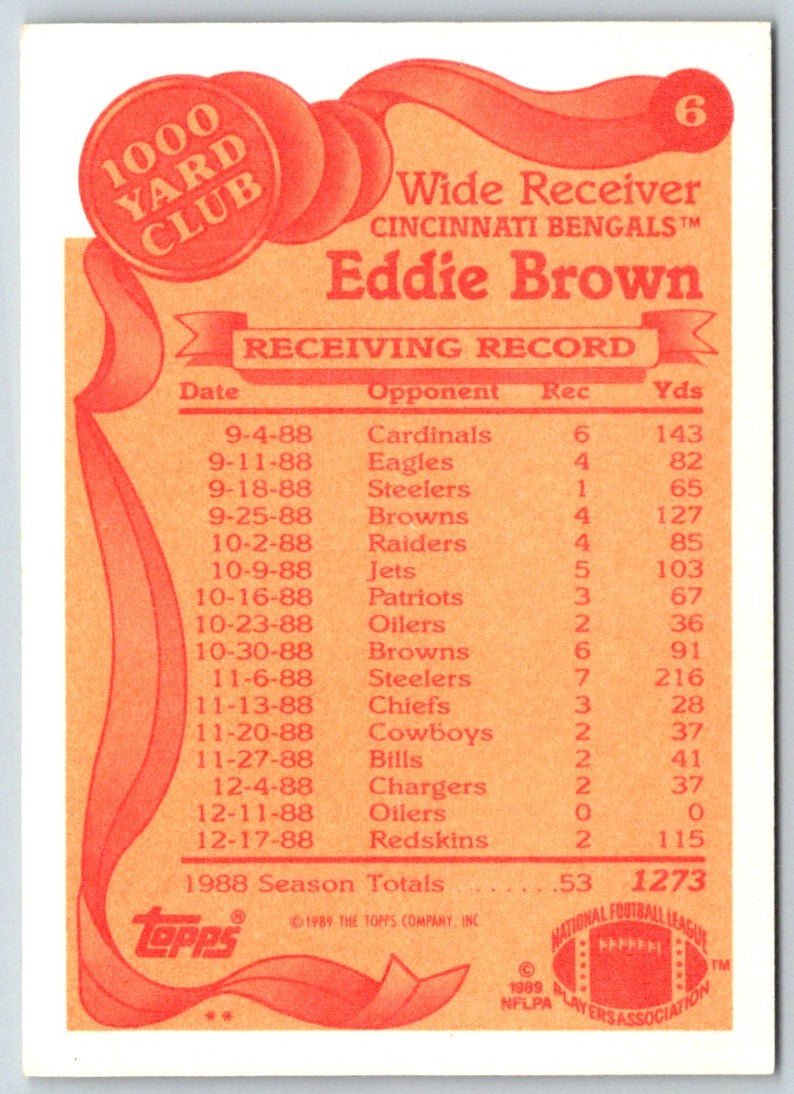 6
1000
YARD
CLUB
Wide Receiver
CINCINNATI BENGALS™
Eddie Brown
RECEIVING RECORD
Date Opponent Rec Yds
9-4-88 Cardinals 6 143
9-11-88 Eagles 4 82
9-18-88 Steelers 1 65
9-25-88 Browns 4 127
10-2-88 Raiders 4 85
10-9-88 Jets 5 103
10-16-88 Patriots 3 67
10-23-88 Oilers 2 36
10-30-88 Browns 6 91
11-6-88 Steelers 7 216
11-13-88 Chiefs 3 28
11-20-88 Cowboys 2 37
11-27-88 Bills 2 41
12-4-88 Chargers 2 37
12-11-88 Oilers 0 0
12-17-88 Redskins 2 115
1988 Season Totals ......53 1273
topps®
©1989 THE TOPPS COMPANY, INC
NATIONAL FOOTBALL LEAGUE
PLAYERS ASSOCIATION
™
©
1989
NFLPA
**